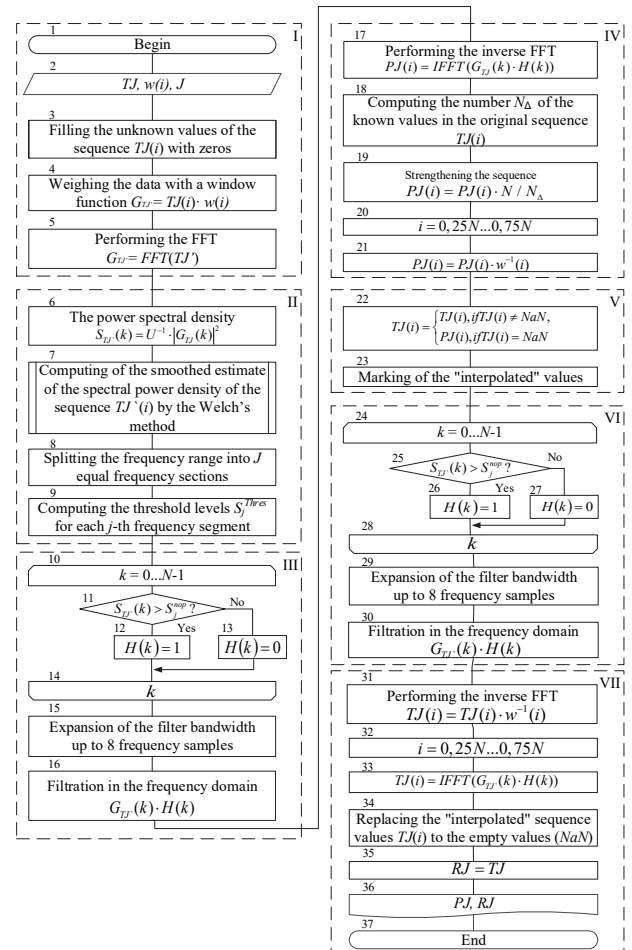 I
1
Begin
2
TJ, w(i), J
3
Filling the unknown values of the
sequence TJ(i) with zeros
4
Weighing the data with a window
function G_TJ' = TJ(i)· w(i)
5
Performing the FFT
G_TJ' = FFT(TJ')
II
6
The power spectral density
S_TJ'(k) = U⁻¹ · |G_TJ'(k)|²
7
Computing of the smoothed estimate
of the spectral power density of the
sequence TJ`(i) by the Welch's
method
8
Splitting the frequency range into J
equal frequency sections
9
Computing the threshold levels S_j^Thres
for each j-th frequency segment
III
10
k = 0...N-1
11
S_TJ'(k) > S_j^nop ?
No
12
Yes
13
H(k) = 1
H(k) = 0
14
k
15
Expansion of the filter bandwidth
up to 8 frequency samples
16
Filtration in the frequency domain
G_TJ'(k) · H(k)
IV
17
Performing the inverse FFT
PJ(i) = IFFT(G_TJ'(k) · H(k))
18
Computing the number N_Δ of the
known values in the original sequence
TJ(i)
19
Strengthening the sequence
PJ(i) = PJ(i) · N / N_Δ
20
i = 0, 25N...0, 75N
21
PJ(i) = PJ(i) · w⁻¹(i)
V
22
TJ(i) = {TJ(i), ifTJ(i) ≠ NaN,
PJ(i), ifTJ(i) = NaN
23
Marking of the "interpolated" values
VI
24
k = 0...N-1
25
S_TJ'(k) > S_j^nop ?
No
26
Yes
27
H(k) = 1
H(k) = 0
28
k
29
Expansion of the filter bandwidth
up to 8 frequency samples
30
Filtration in the frequency domain
G_TJ'(k) · H(k)
VII
31
Performing the inverse FFT
TJ(i) = TJ(i) · w⁻¹(i)
32
i = 0, 25N...0, 75N
33
TJ(i) = IFFT(G_TJ'(k) · H(k))
34
Replacing the "interpolated" sequence
values TJ(i) to the empty values (NaN)
35
RJ = TJ
36
PJ, RJ
37
End